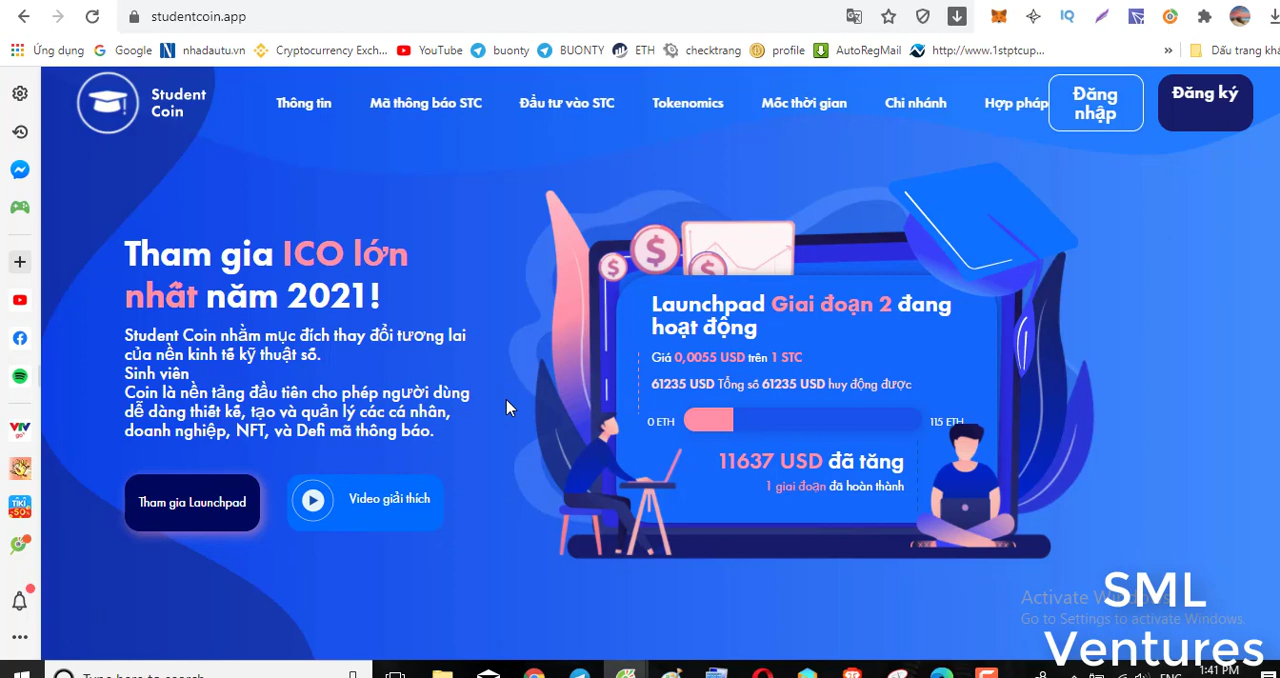 studentcoin.app
Ứng dụng
Google
nhadautu.vn
Cryptocurrency Exch...
YouTube
buonty
BUONTY
ETH
checktrang
profile
AutoRegMail
http://www.1stptcup...
»
Student
Coin
Thông tin
Mã thông báo STC
Đầu tư vào STC
Tokenomics
Mốc thời gian
Chi nhánh
Hợp pháp
Đăng
nhập
Đăng ký
Tham gia ICO lớn
nhất năm 2021!
Student Coin nhằm mục đích thay đổi tương lai
của nền kinh tế kỹ thuật số.
Sinh viên
Coin là nền tảng đầu tiên cho phép người dùng
dễ dàng thiết kế, tạo và quản lý các cá nhân,
doanh nghiệp, NFT, và Defi mã thông báo.
Tham gia Launchpad
Video giải thích
Launchpad Giai đoạn 2 đang
hoạt động
Giá 0,0055 USD trên 1 STC
61235 USD Tổng số 61235 USD huy động được
0 ETH
115 ETH
11637 USD đã tăng
1 giai đoạn đã hoàn thành
SML
Ventures
Activate
Go to Settings to activate Windows.
Type here to search
ENG
1:41 PM